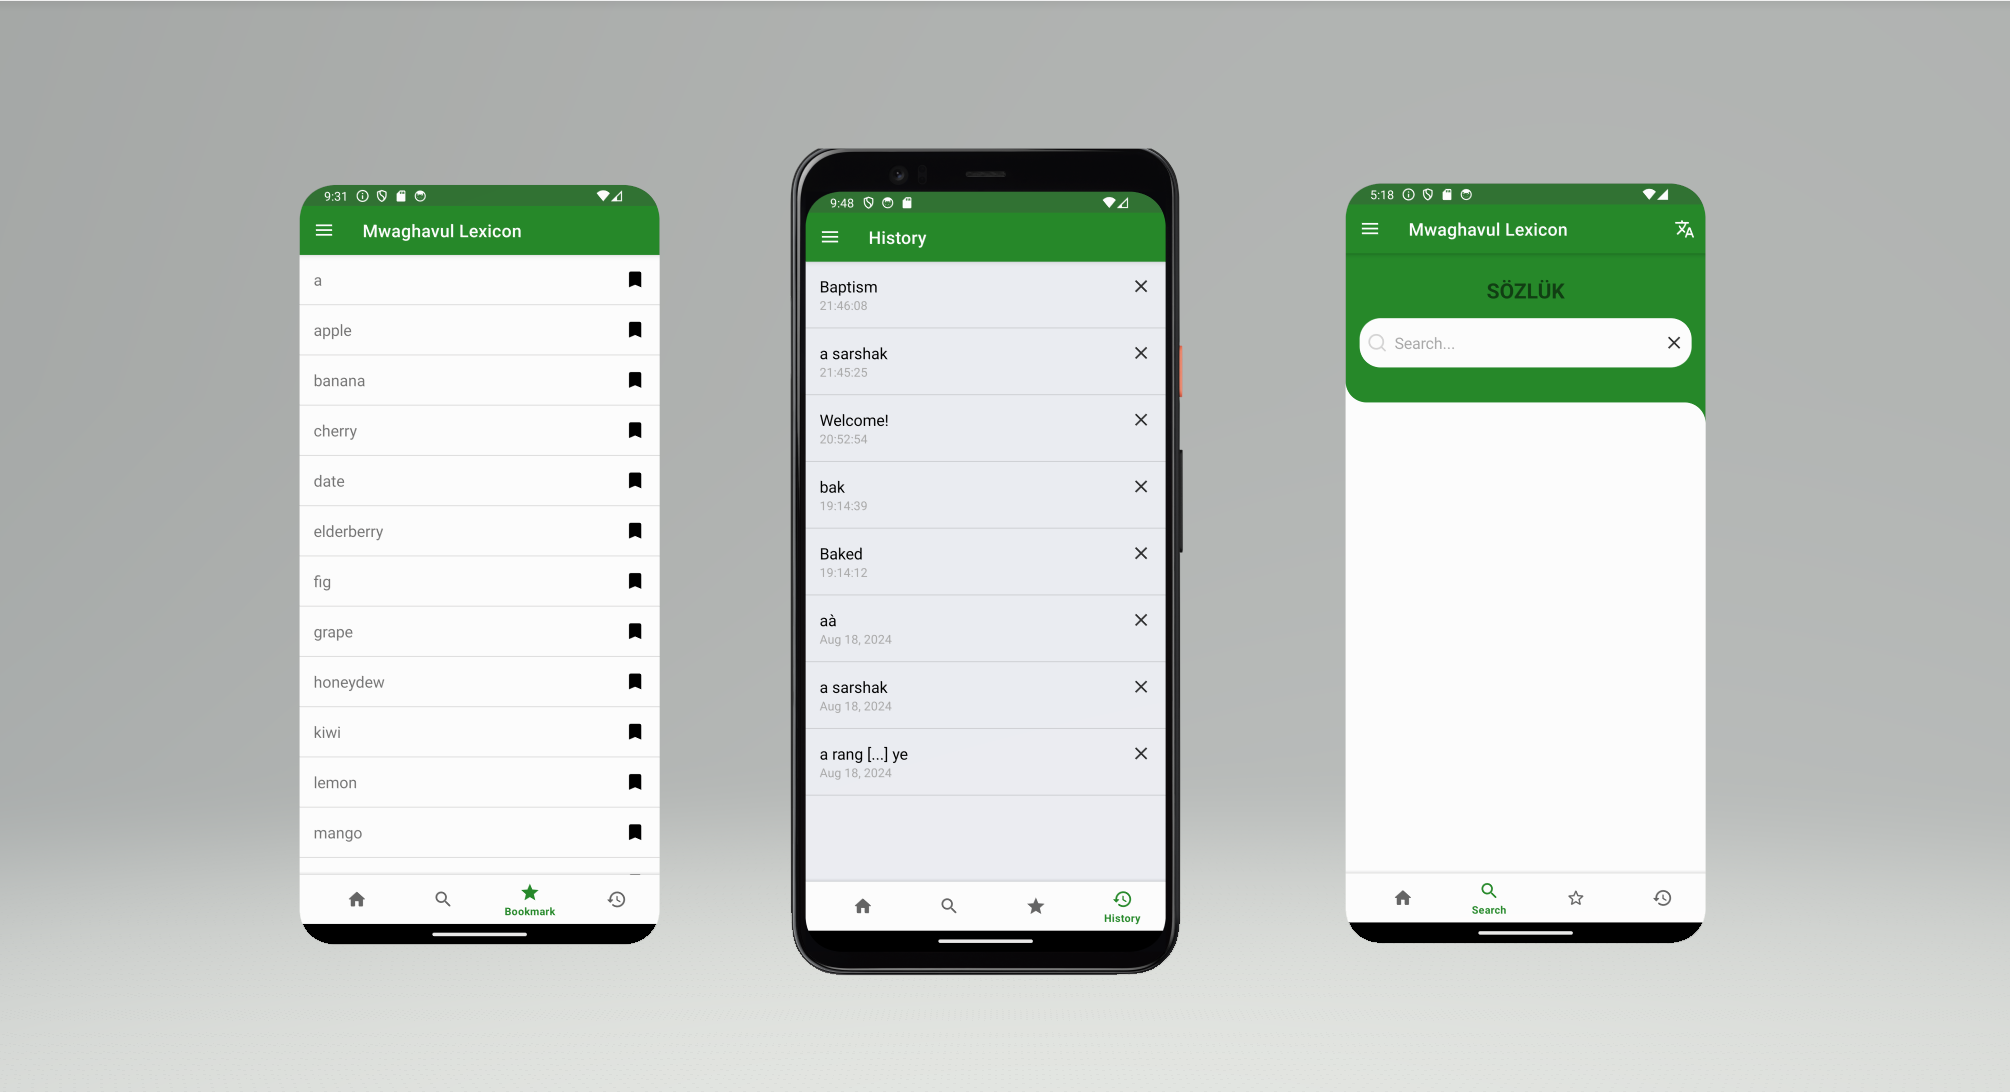 9:31
Mwaghavul Lexicon
a
apple
banana
cherry
date
elderberry
fig
grape
honeydew
kiwi
lemon
mango
Bookmark
9:48
History
Baptism
21:46:08
a sarshak
21:45:25
Welcome!
20:52:54
bak
19:14:39
Baked
19:14:12
aà
Aug 18, 2024
a sarshak
Aug 18, 2024
a rang [...] ye
Aug 18, 2024
History
5:18
Mwaghavul Lexicon
SÖZLÜK
Search...
Search